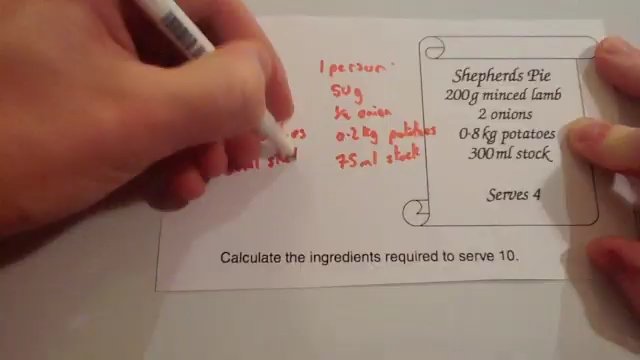 1 person
50g
½ onion
0.2kg potatoes
75ml stock
Shepherds Pie
200g minced lamb
2 onions
0.8kg potatoes
300ml stock
Serves 4
Calculate the ingredients required to serve 10.